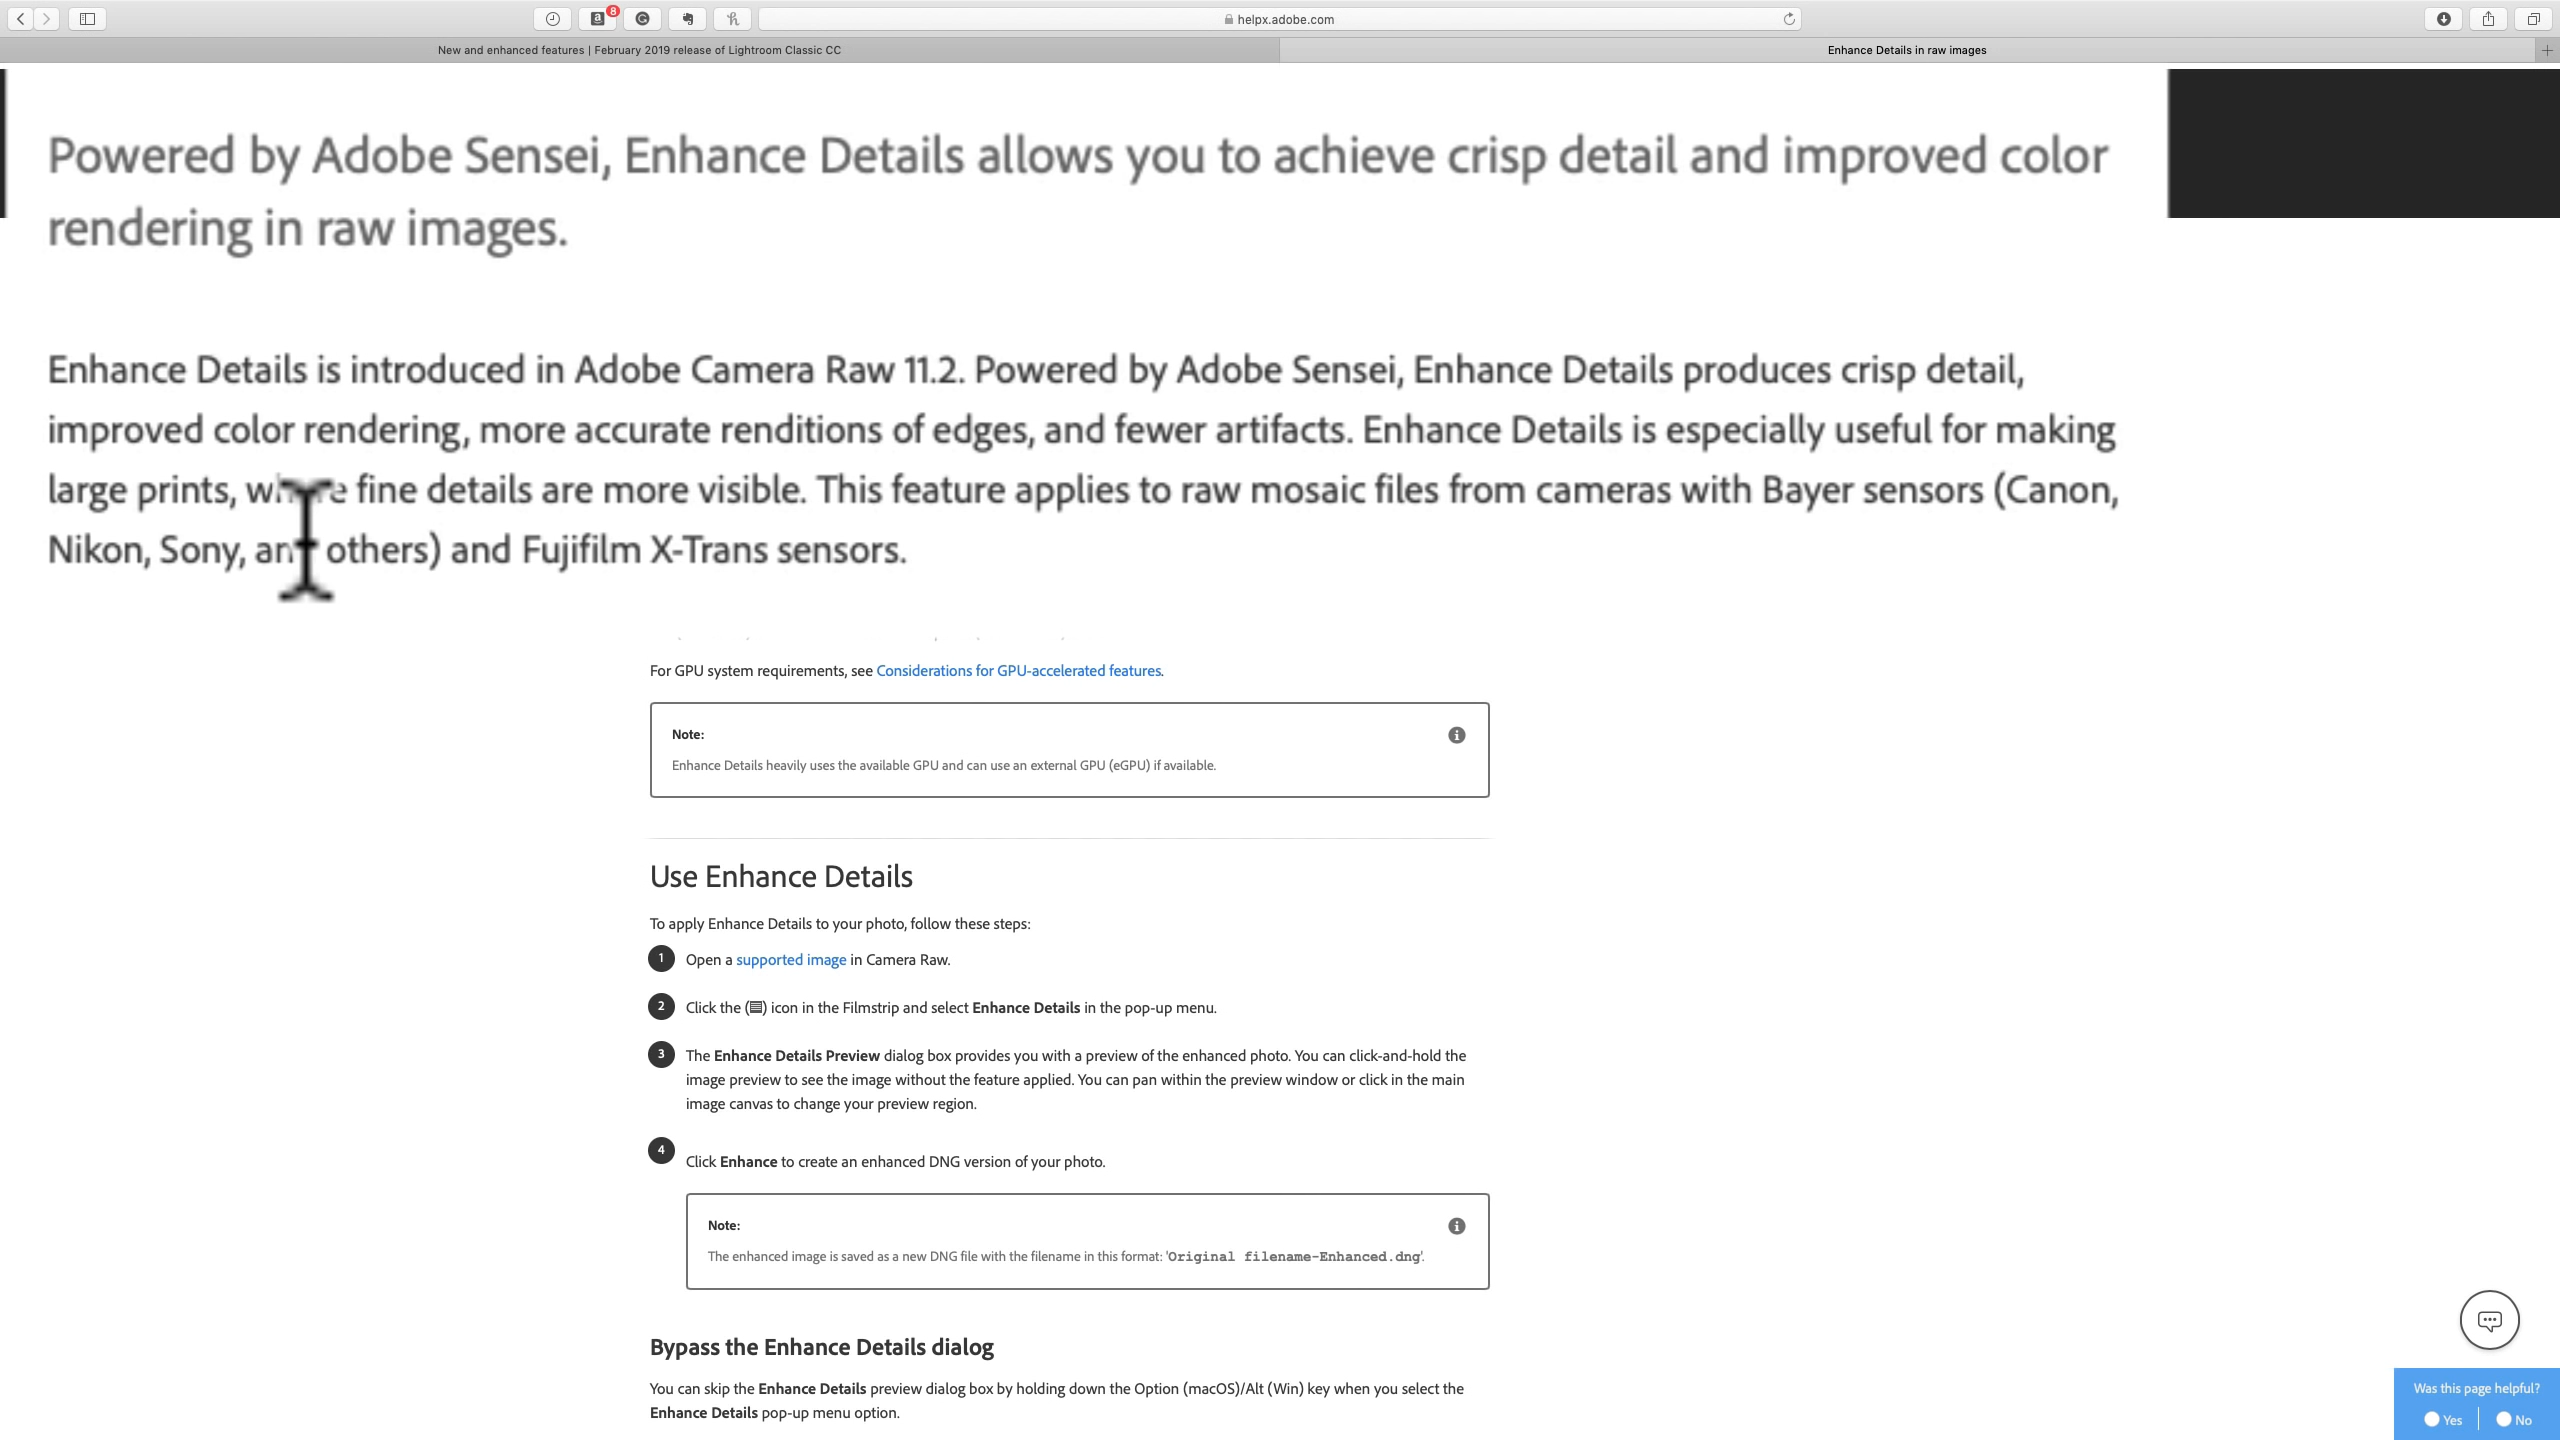 8
helpx.adobe.com
New and enhanced features | February 2019 release of Lightroom Classic CC
Enhance Details in raw images
Powered by Adobe Sensei, Enhance Details allows you to achieve crisp detail and improved color
rendering in raw images.
Enhance Details is introduced in Adobe Camera Raw 11.2. Powered by Adobe Sensei, Enhance Details produces crisp detail,
improved color rendering, more accurate renditions of edges, and fewer artifacts. Enhance Details is especially useful for making
large prints, where fine details are more visible. This feature applies to raw mosaic files from cameras with Bayer sensors (Canon,
Nikon, Sony, and others) and Fujifilm X-Trans sensors.
For GPU system requirements, see Considerations for GPU-accelerated features.
Note:
Enhance Details heavily uses the available GPU and can use an external GPU (eGPU) if available.
Use Enhance Details
To apply Enhance Details to your photo, follow these steps:
1 Open a supported image in Camera Raw.
2 Click the ( ) icon in the Filmstrip and select Enhance Details in the pop-up menu.
3 The Enhance Details Preview dialog box provides you with a preview of the enhanced photo. You can click-and-hold the
image preview to see the image without the feature applied. You can pan within the preview window or click in the main
image canvas to change your preview region.
4 Click Enhance to create an enhanced DNG version of your photo.
Note:
The enhanced image is saved as a new DNG file with the filename in this format: 'Original filename-Enhanced.dng'.
Bypass the Enhance Details dialog
You can skip the Enhance Details preview dialog box by holding down the Option (macOS)/Alt (Win) key when you select the
Enhance Details pop-up menu option.
Was this page helpful?
Yes | No